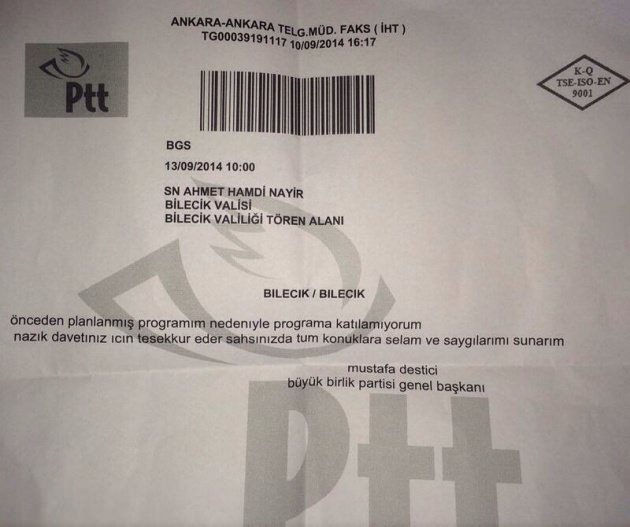 ANKARA-ANKARA TELG.MÜD. FAKS ( İHT )
TG00039191117 10/09/2014 16:17
Ptt
K-Q
TSE-ISO-EN
9001
BGS
13/09/2014 10:00
SN AHMET HAMDİ NAYİR
BİLECİK VALİSİ
BİLECİK VALİLİĞİ TÖREN ALANI
BILECIK / BILECIK
önceden planlanmış programım nedeniyle programa katılamıyorum
nazik davetiniz icin tesekkur eder sahsınızda tum konuklara selam ve saygılarımı sunarım
mustafa destici
büyük birlik partisi genel başkanı
Ptt